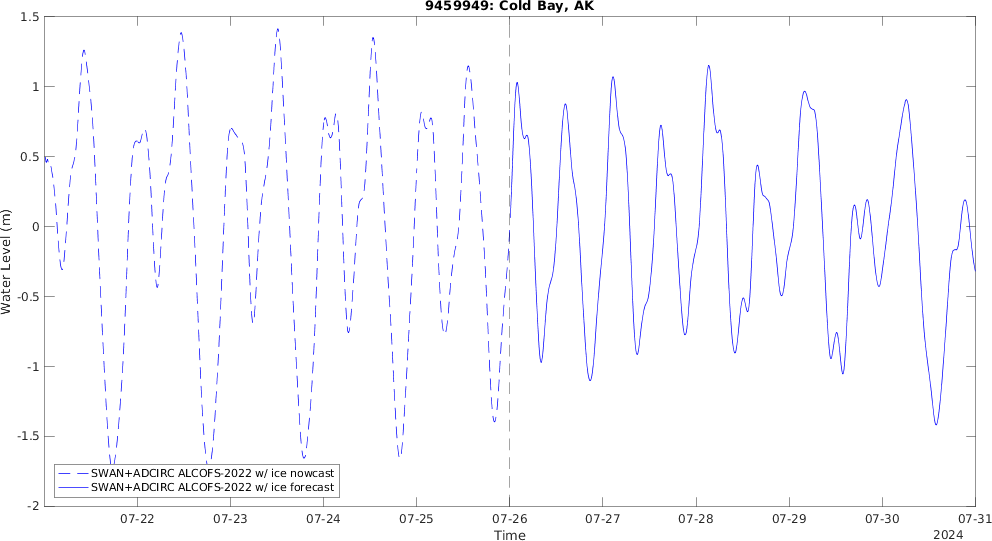 9459949: Cold Bay, AK
1.5
1
0.5
0
-0.5
-1
-1.5
-2
Water Level (m)
SWAN+ADCIRC ALCOFS-2022 w/ ice nowcast
SWAN+ADCIRC ALCOFS-2022 w/ ice forecast
07-22 07-23 07-24 07-25 07-26 07-27 07-28 07-29 07-30 07-31
Time
2024